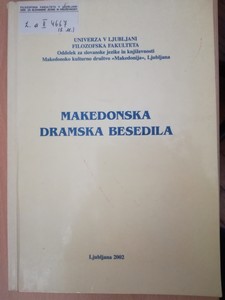 UNIVERZA V LJUBLJANI
FILOZOFSKA FAKULTETA
Oddelek za slovanske jezike in književnosti
Makedonsko kulturno društvo «Makedonija», Ljubljana
MAKEDONSKA
DRAMSKA BESEDILA
Ljubljana 2002